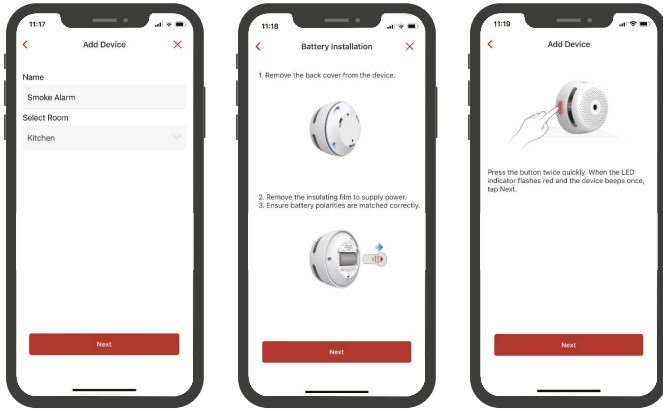 11:17
Add Device
Name
Smoke Alarm
Select Room
Kitchen
Next
11:18
Battery Installation
1. Remove the back cover from the device.
2. Remove the insulating film to supply power.
3. Ensure battery polarities are matched correctly.
Next
11:19
Add Device
Press the button twice quickly. When the LED
indicator flashes red and the device beeps once,
tap Next.
Next